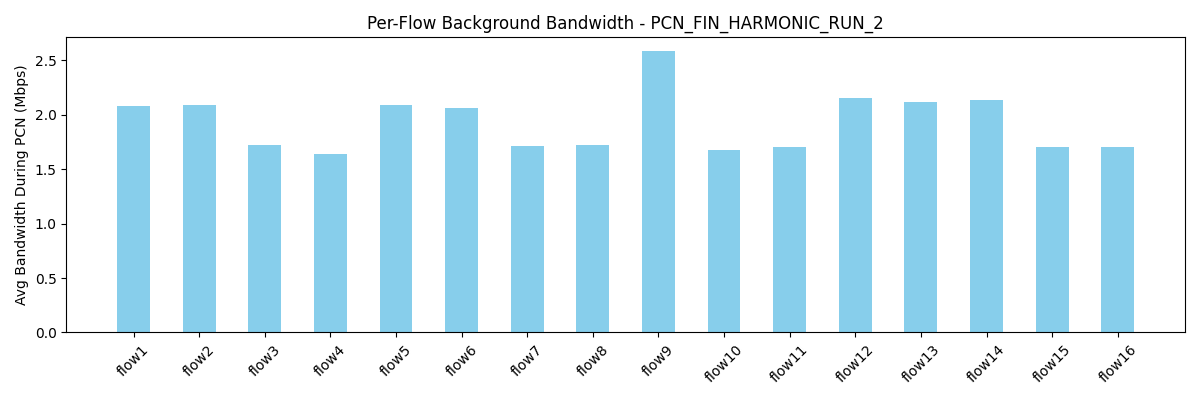 Per-Flow Background Bandwidth - PCN_FIN_HARMONIC_RUN_2
Avg Bandwidth During PCN (Mbps)
2.5
2.0
1.5
1.0
0.5
0.0
flow1 flow2 flow3 flow4 flow5 flow6 flow7 flow8 flow9 flow10 flow11 flow12 flow13 flow14 flow15 flow16